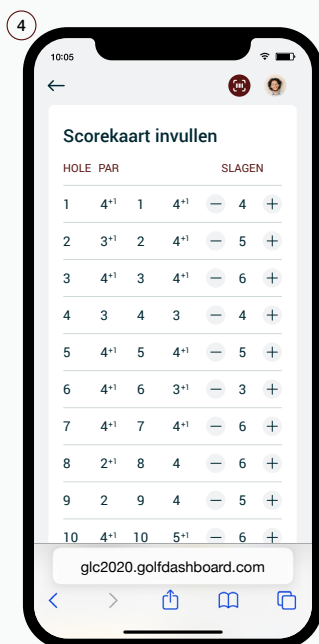 4
10:05
Scorekaart invullen
HOLE PAR SLAGEN
1 4+1 1 4+1 — 4 +
2 3+1 2 4+1 — 5 +
3 4+1 3 4+1 — 6 +
4 3 4 3 — 4 +
5 4+1 5 4+1 — 5 +
6 4+1 6 3+1 — 3 +
7 4+1 7 4+1 — 6 +
8 2+1 8 4 — 6 +
9 2 9 4 — 5 +
10 4+1 10 5+1 — 6 +
glc2020.golfdashboard.com